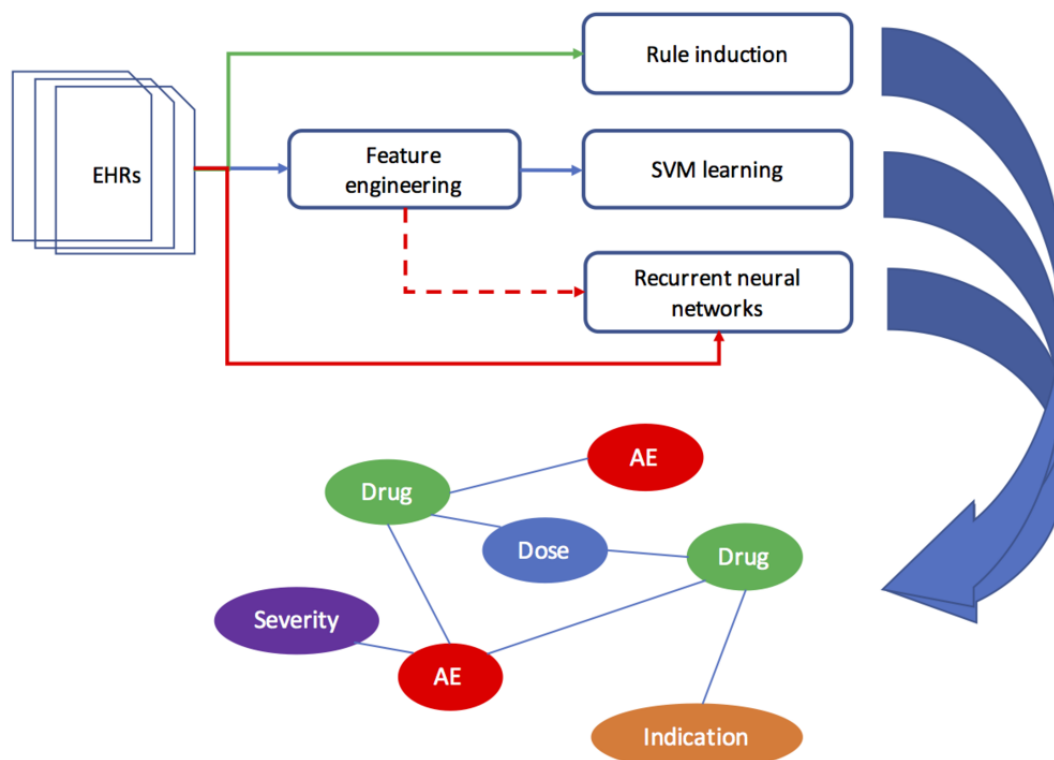 Rule induction
EHRs
Feature
engineering
SVM learning
Recurrent neural
networks
AE
Drug
Dose
Drug
Severity
AE
Indication